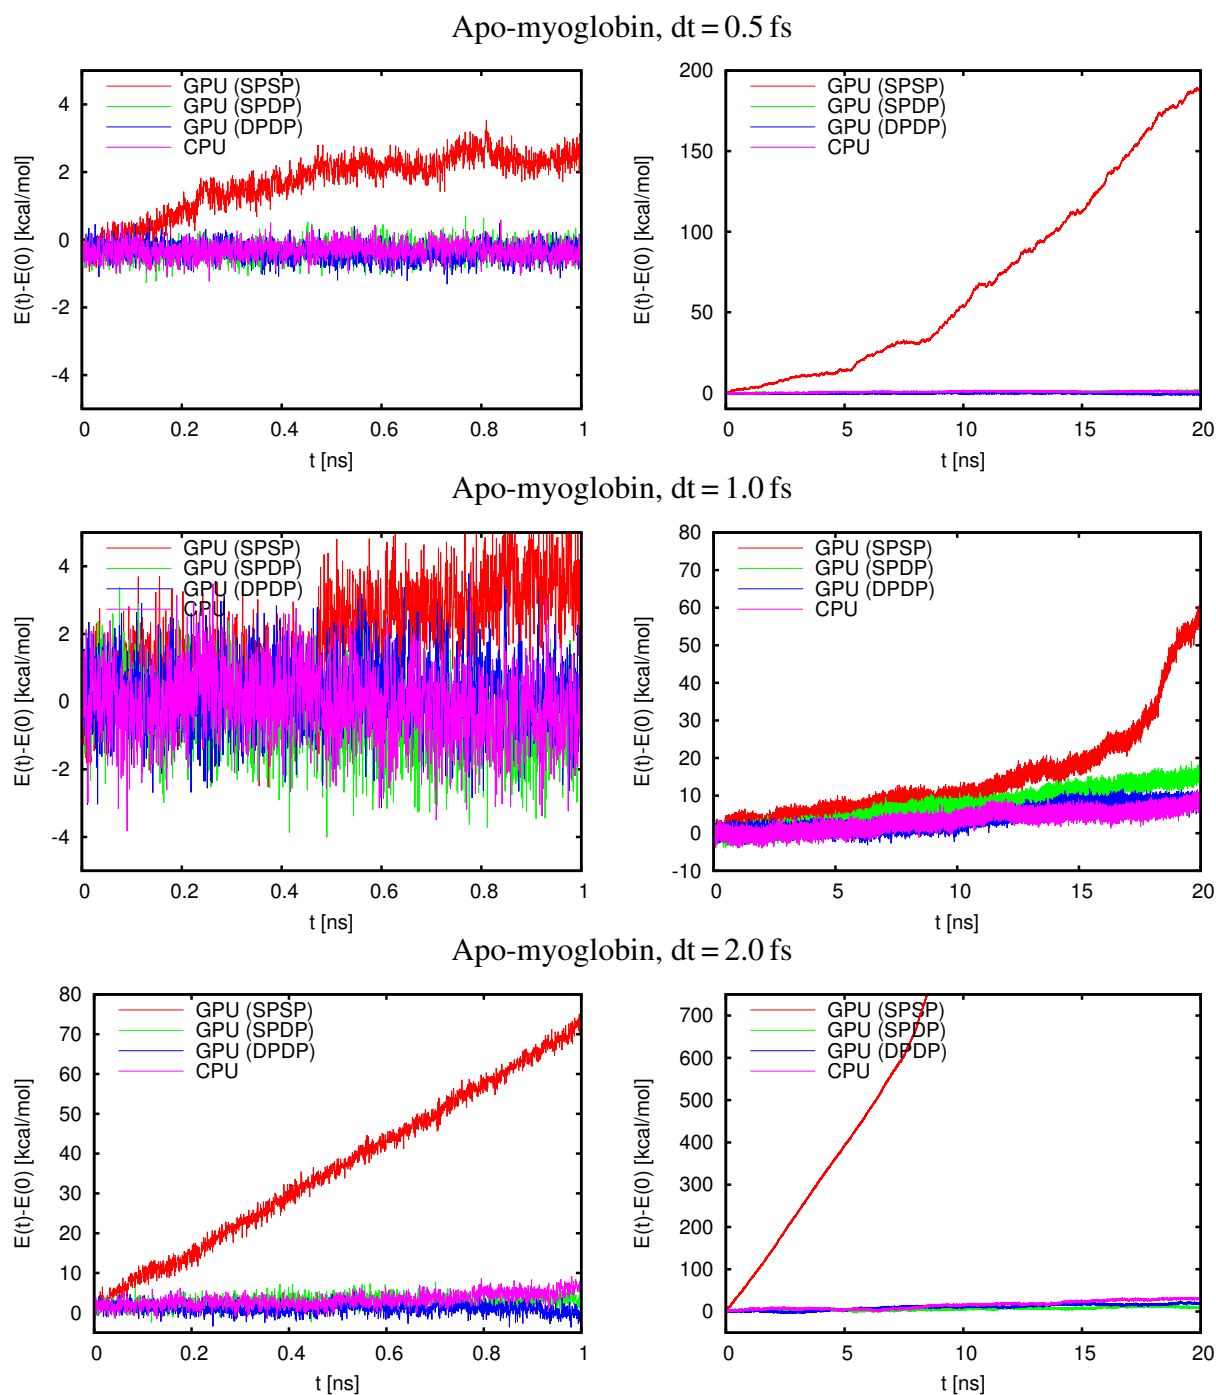 Apo-myoglobin, dt = 0.5 fs
GPU (SPSP)
GPU (SPDP)
GPU (DPDP)
CPU
4
2
0
-2
-4
E(t)-E(0) [kcal/mol]
0 0.2 0.4 0.6 0.8 1
t [ns]
GPU (SPSP)
GPU (SPDP)
GPU (DPDP)
CPU
200
150
100
50
0
E(t)-E(0) [kcal/mol]
0 5 10 15 20
t [ns]
Apo-myoglobin, dt = 1.0 fs
GPU (SPSP)
GPU (SPDP)
GPU (DPDP)
CPU
4
2
0
-2
-4
E(t)-E(0) [kcal/mol]
0 0.2 0.4 0.6 0.8 1
t [ns]
GPU (SPSP)
GPU (SPDP)
GPU (DPDP)
CPU
80
70
60
50
40
30
20
10
0
-10
E(t)-E(0) [kcal/mol]
0 5 10 15 20
t [ns]
Apo-myoglobin, dt = 2.0 fs
GPU (SPSP)
GPU (SPDP)
GPU (DPDP)
CPU
80
70
60
50
40
30
20
10
0
E(t)-E(0) [kcal/mol]
0 0.2 0.4 0.6 0.8 1
t [ns]
GPU (SPSP)
GPU (SPDP)
GPU (DPDP)
CPU
700
600
500
400
300
200
100
0
E(t)-E(0) [kcal/mol]
0 5 10 15 20
t [ns]